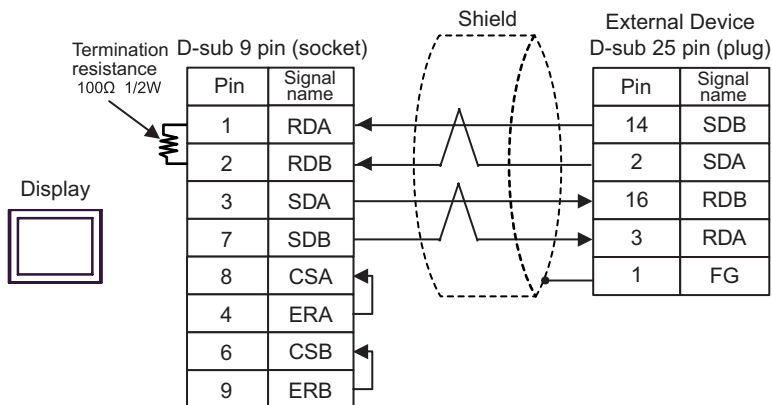 Shield
External Device
D-sub 25 pin (plug)
Termination
resistance
100Ω 1/2W
D-sub 9 pin (socket)
Pin Signal name
1 RDA
2 RDB
3 SDA
7 SDB
8 CSA
4 ERA
6 CSB
9 ERB
Display
Pin Signal name
14 SDB
2 SDA
16 RDB
3 RDA
1 FG